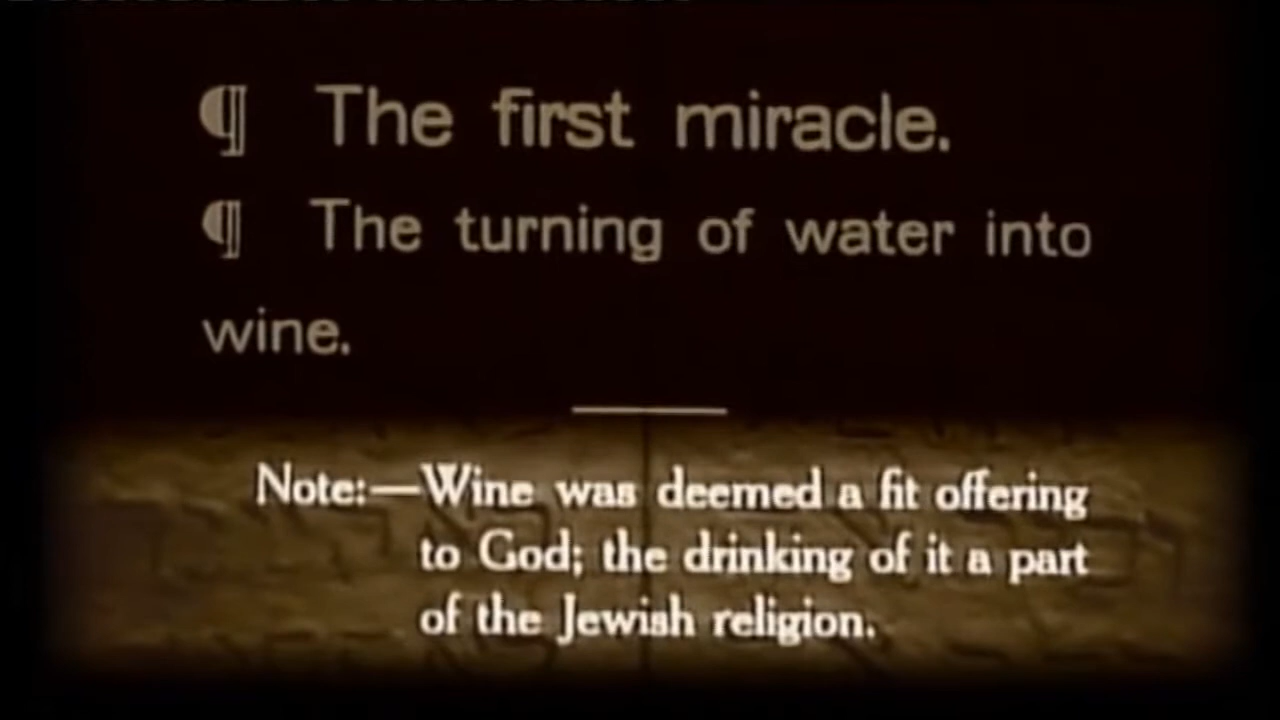 ¶ The first miracle.
¶ The turning of water into
wine.
Note:—Wine was deemed a fit offering
to God; the drinking of it a part
of the Jewish religion.